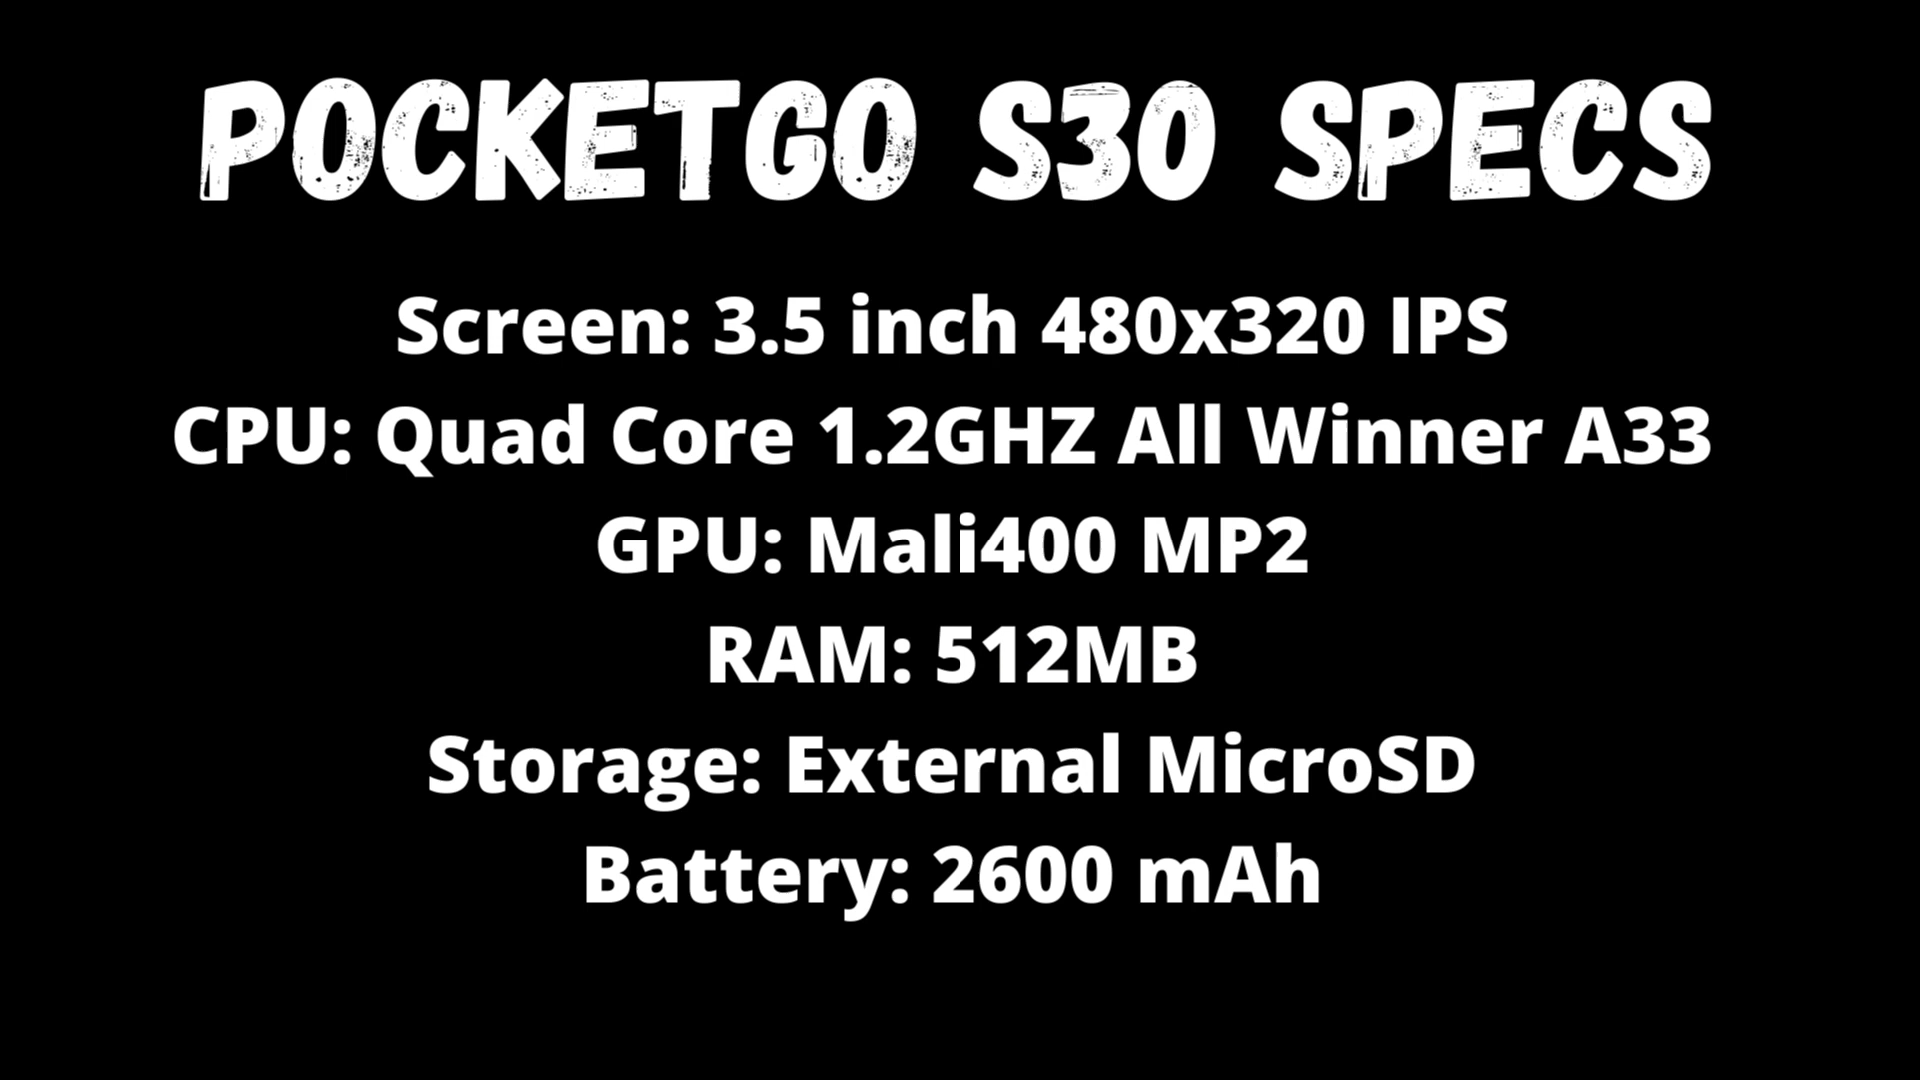 POCKETGO S30 SPECS
Screen: 3.5 inch 480x320 IPS
CPU: Quad Core 1.2GHZ All Winner A33
GPU: Mali400 MP2
RAM: 512MB
Storage: External MicroSD
Battery: 2600 mAh